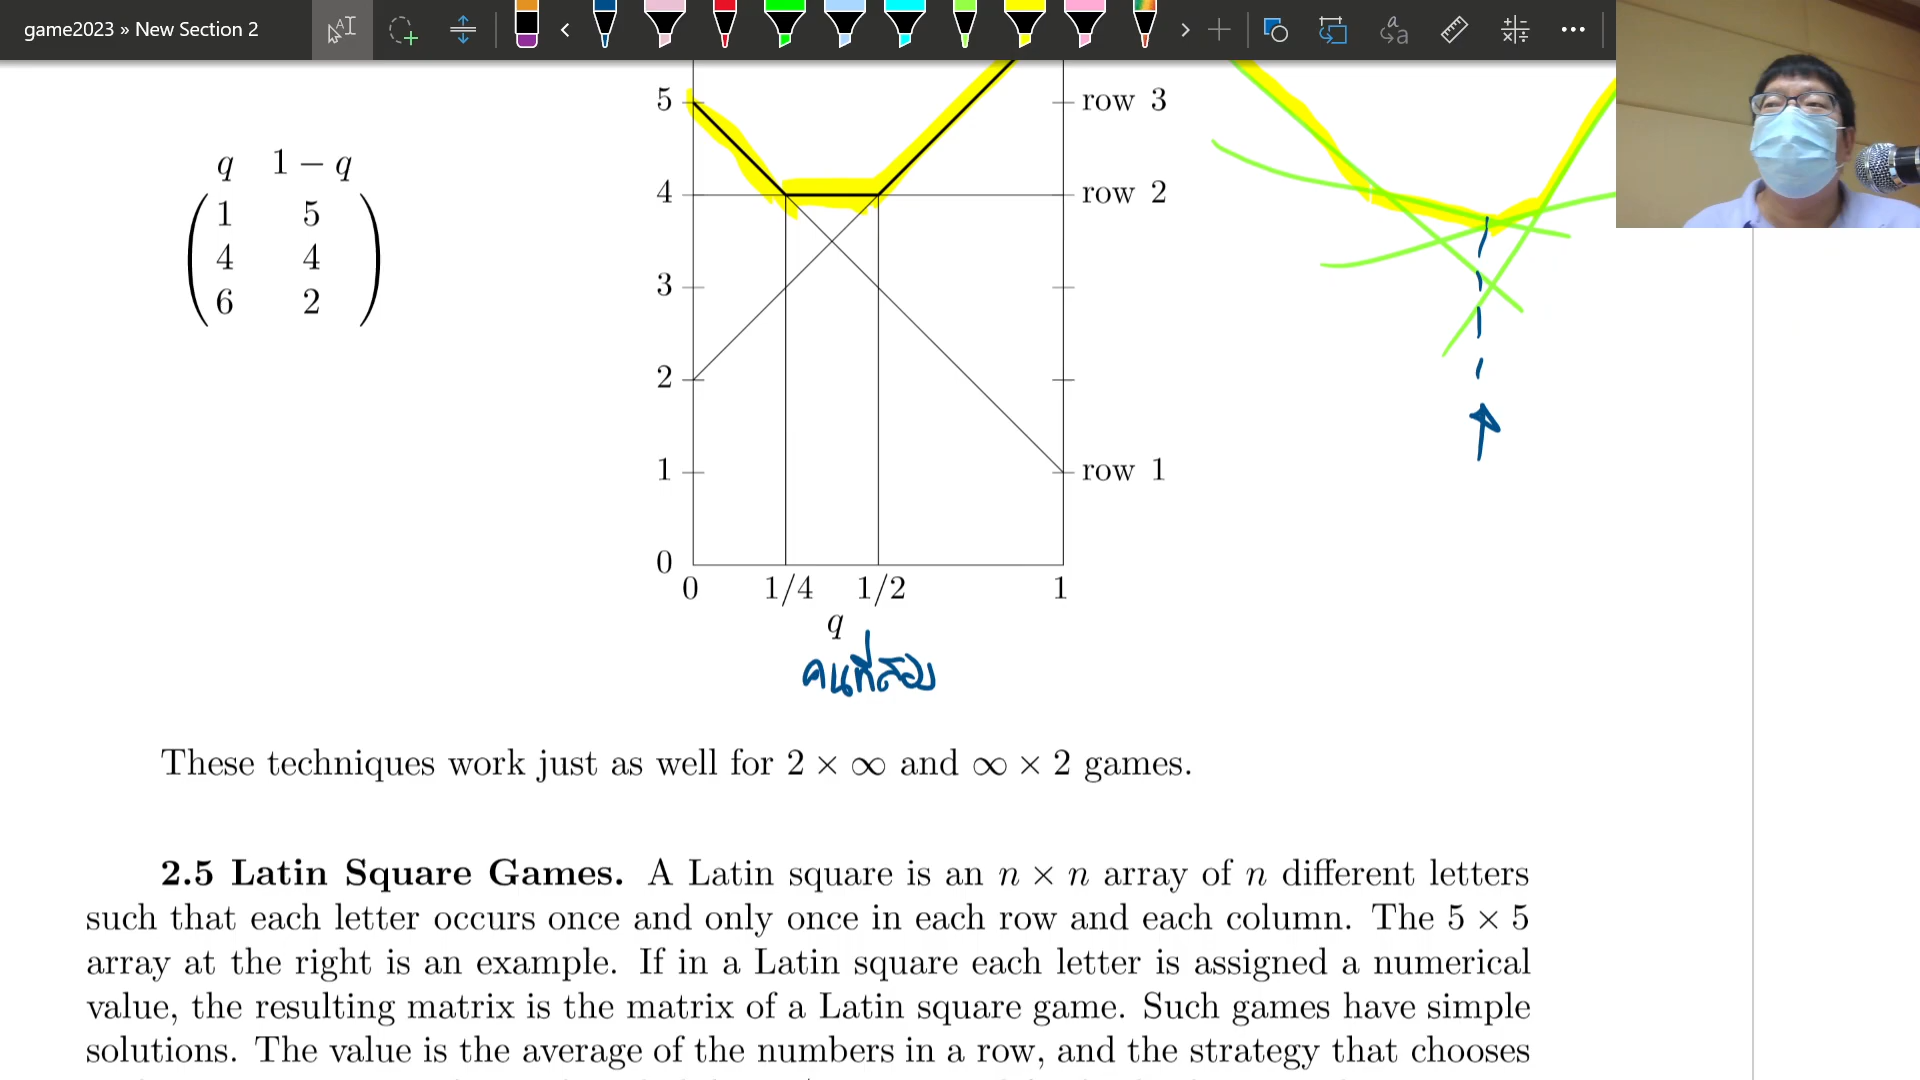 game2023 » New Section 2
5
4
3
2
1
0
row 3
row 2
row 1
q 1 − q
1 5
4 4
6 2
0 1/4 1/2 1
q
คนที่สอง
These techniques work just as well for 2 × ∞ and ∞ × 2 games.
2.5 Latin Square Games. A Latin square is an n × n array of n different letters
such that each letter occurs once and only once in each row and each column. The 5 × 5
array at the right is an example. If in a Latin square each letter is assigned a numerical
value, the resulting matrix is the matrix of a Latin square game. Such games have simple
solutions. The value is the average of the numbers in a row, and the strategy that chooses